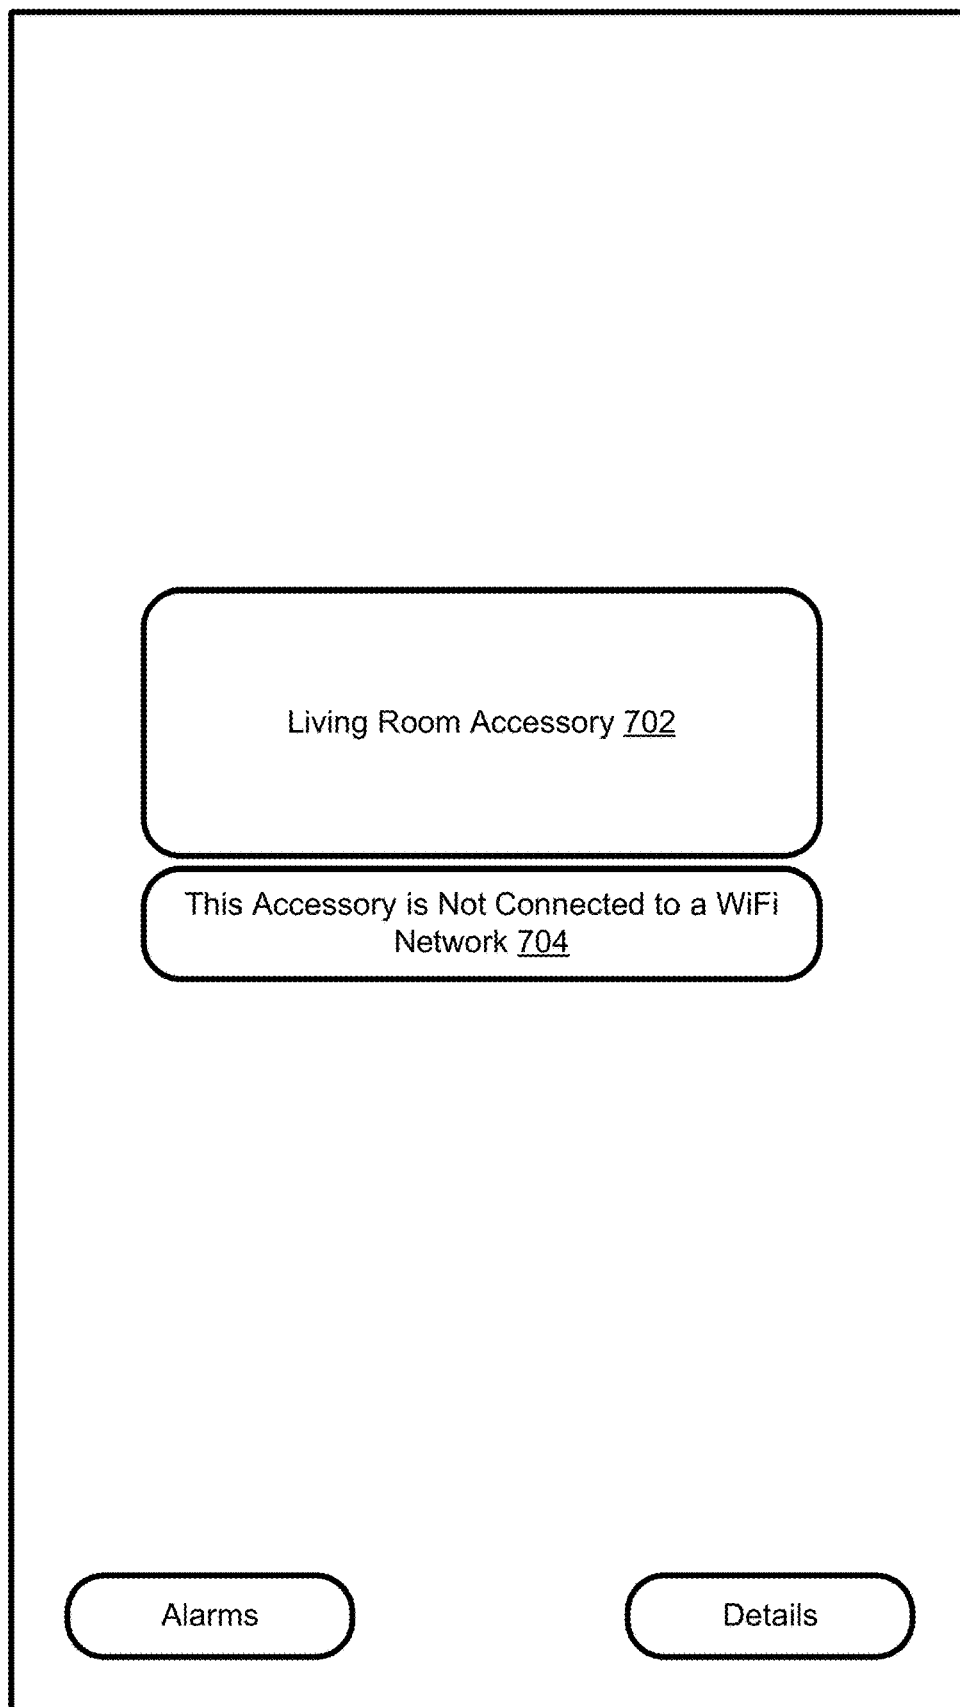 Living Room Accessory 702
This Accessory is Not Connected to a WiFi
Network 704
Alarms
Details